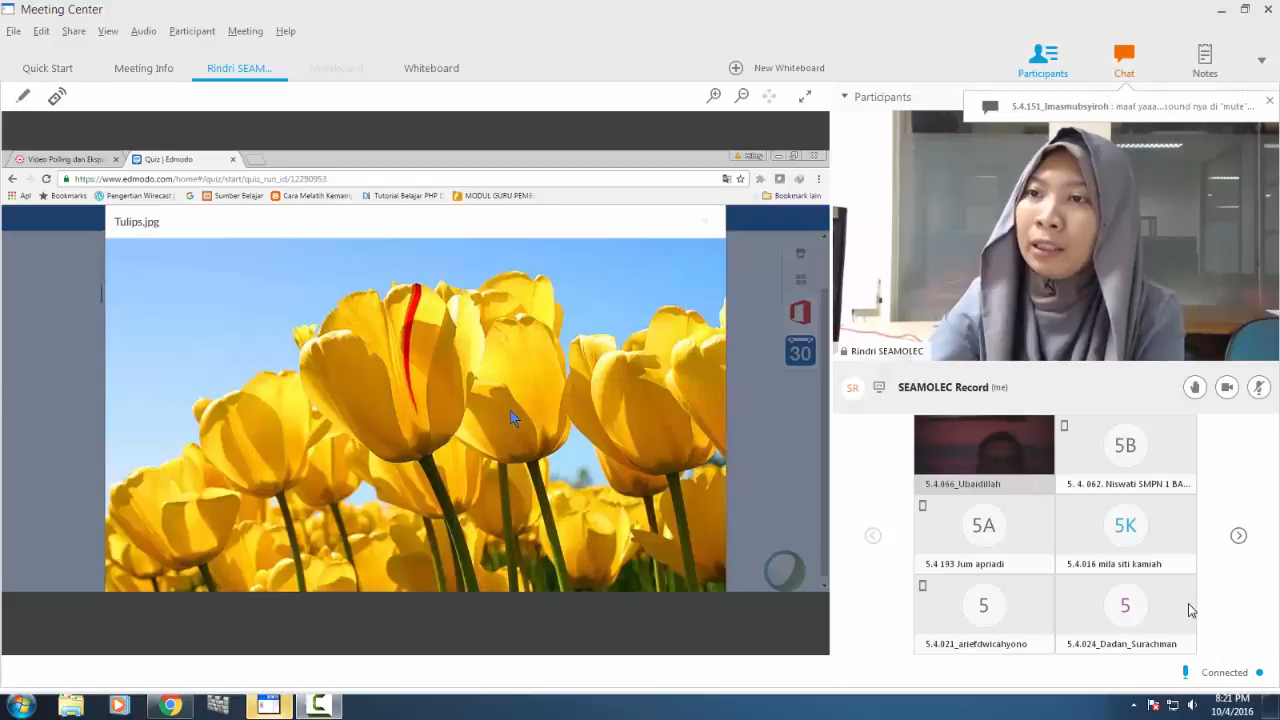 Meeting Center
File Edit Share View Audio Participant Meeting Help
Quick Start Meeting Info Rindri SEAM... Whiteboard Whiteboard New Whiteboard
Participants Chat Notes
Participants
5.4.151_Imasmubsyiroh : maaf yaaa...sound nya di "mute"...
Video Polling dan Eksp Quiz | Edmodo
https://www.edmodo.com/home#/quiz/start/quiz_run_id/12290953
Apl Bookmarks Pengertian Wirecast Sumber Belajar Cara Melatih Keman Tutorial Belajar PHP D MODUL GURU PEMB Bookmark lain
Tulips.jpg
30
Rindri SEAMOLEC
SR SEAMOLEC Record (me)
5B
5.4.066_Ubaidillah 5. 4. 062. Niswati SMPN 1 BA...
5A 5K
5.4 193 Jum apriadi 5.4.016 mila siti kamiah
5 5
5.4.021_ariefdwicahyono 5.4.024_Dadan_Surachman
Connected
8:21 PM
10/4/2016